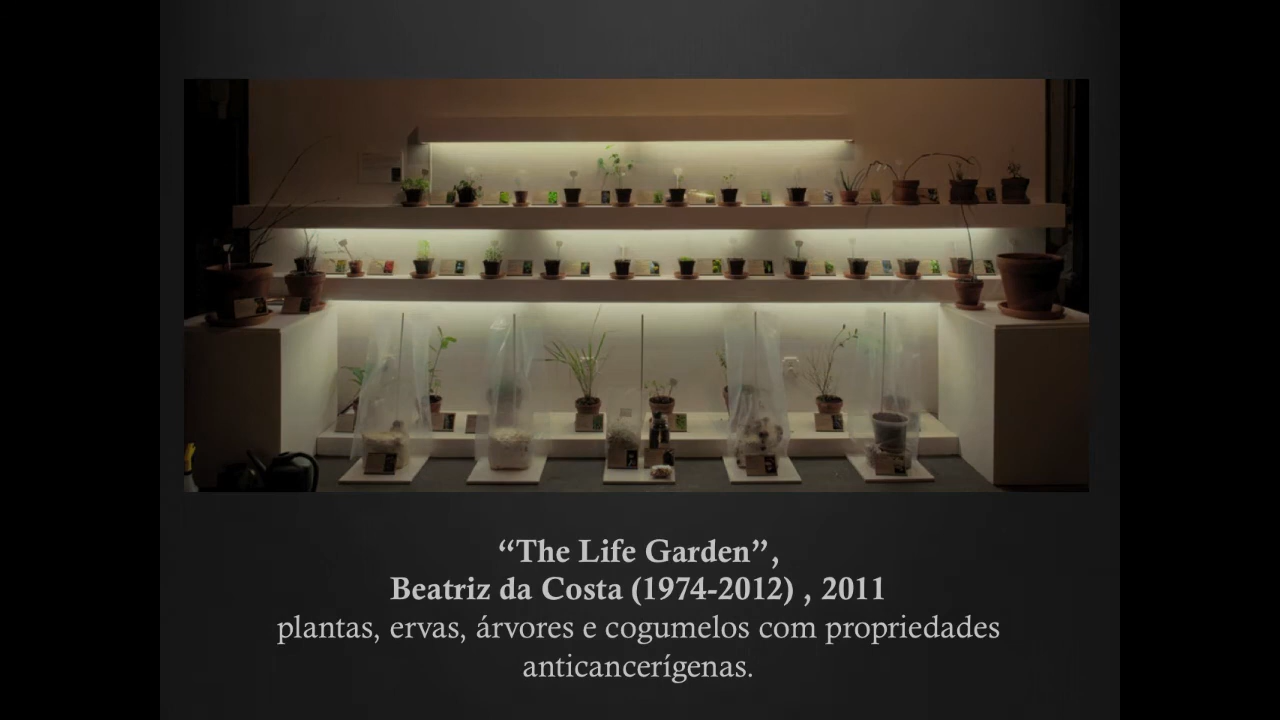 “The Life Garden”,
Beatriz da Costa (1974-2012) , 2011
plantas, ervas, árvores e cogumelos com propriedades
anticancerígenas.